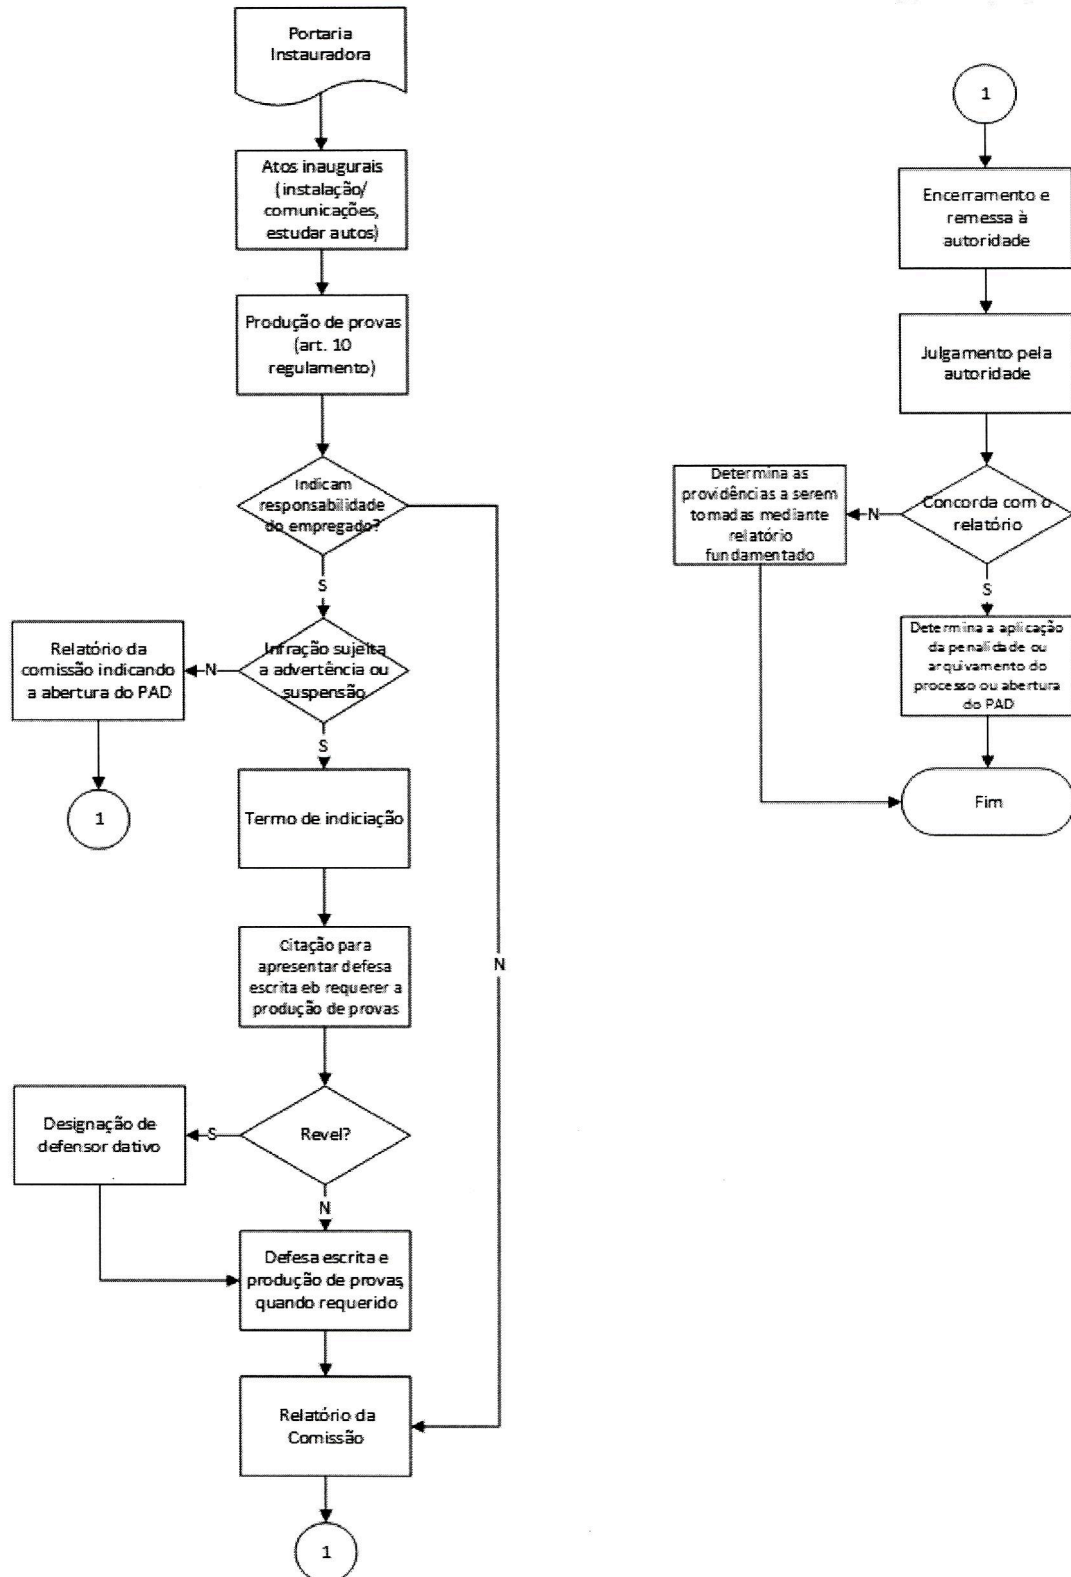 Portaria
Instauradora
Atos inaugurais
(instalação/
comunicações,
estudar autos)
Produção de provas
(art. 10
regulamento)
Indicam
responsabilidade
do empregado?
N
S
Infração sujeita
a advertência ou
suspensão
N
Relatório da
comissão indicando
a abertura do PAD
1
S
Termo de indiciação
Citação para
apresentar defesa
escrita eb requerer a
produção de provas
Revel?
S
Designação de
defensor dativo
N
Defesa escrita e
produção de provas,
quando requerido
Relatório da
Comissão
1
1
Encerramento e
remessa à
autoridade
Julgamento pela
autoridade
Concorda com o
relatório
N
Determina as
providências a serem
tomadas mediante
relatório
fundamentado
S
Determina a aplicação
da penalidade ou
arquivamento do
processo ou abertura
do PAD
Fim